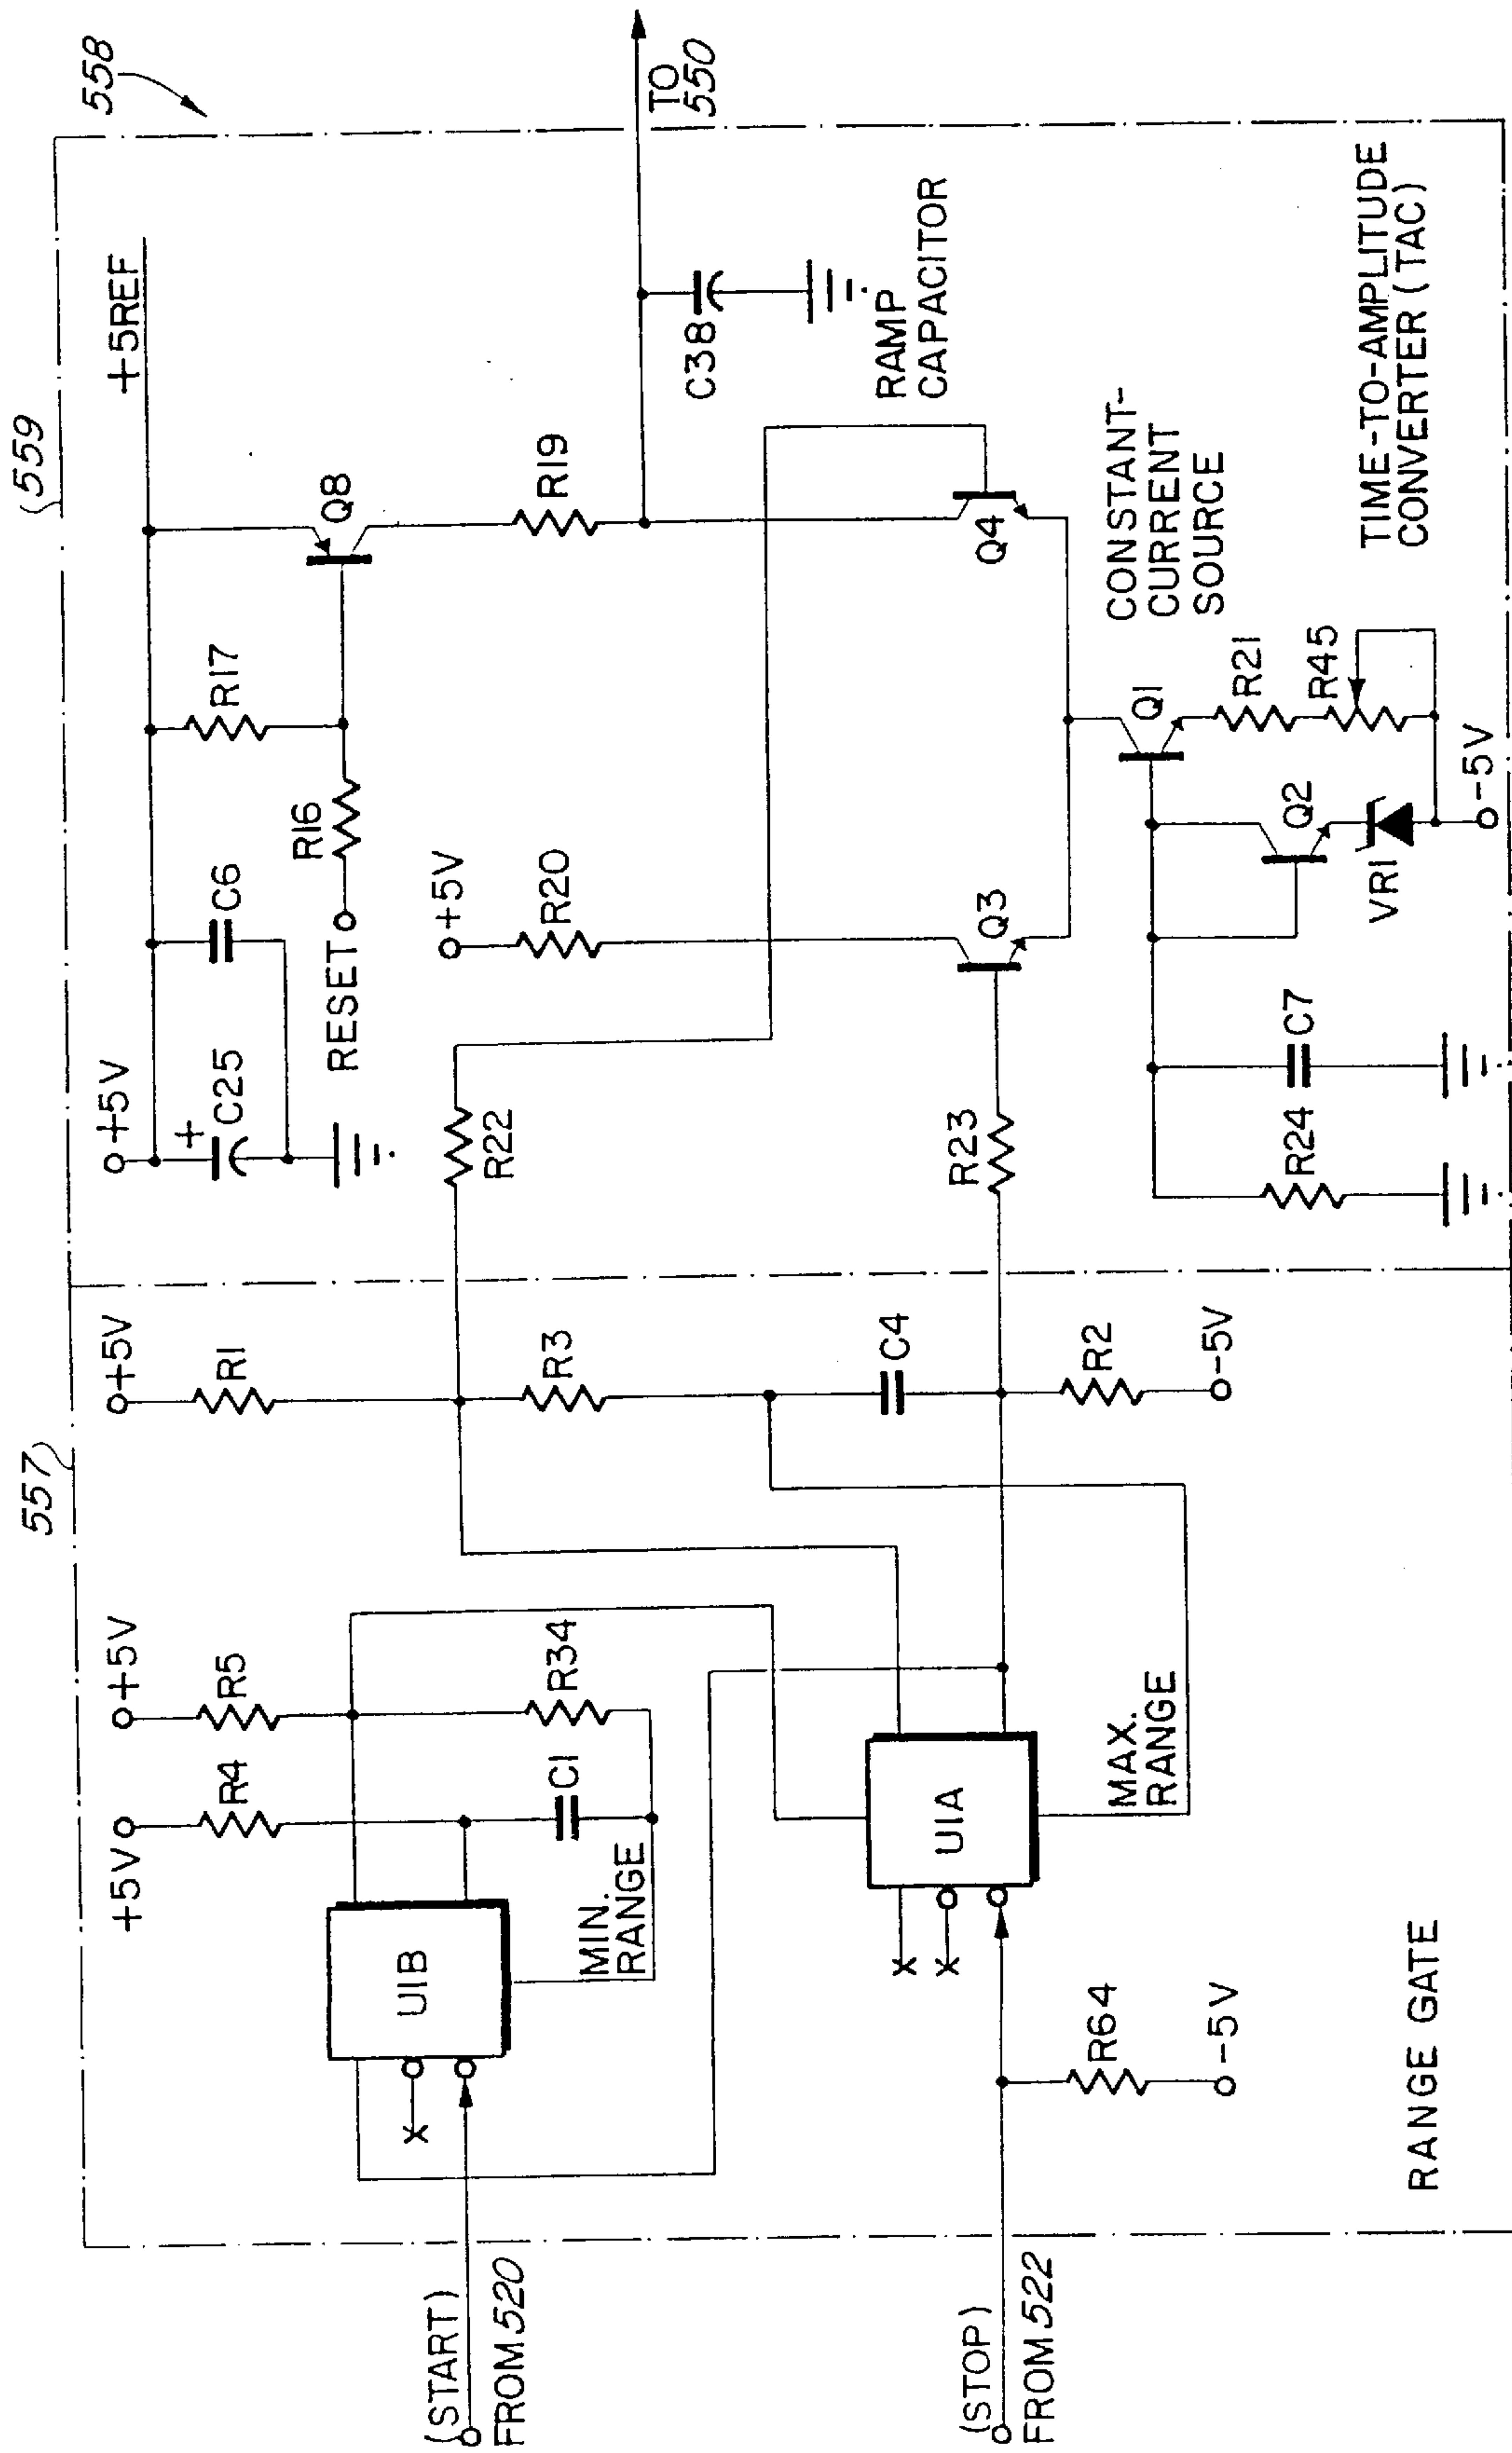 557
559
558
(START)
FROM 520
(STOP)
FROM 522
U1B
MIN.
RANGE
+5V
R4
+5V
R5
C1
R34
U1A
MAX.
RANGE
X
X
X
R64
-5V
RANGE GATE
+5V
R1
R3
C4
R2
-5V
R22
R23
+5V
+
C25
C6
RESET
R16
R17
+5REF
Q8
R19
+5V
R20
Q3
Q4
C38
RAMP
CAPACITOR
TO
550
CONSTANT-
CURRENT
SOURCE
Q1
R21
R45
Q2
VR1
-5V
R24
C7
TIME-TO-AMPLITUDE
CONVERTER (TAC)